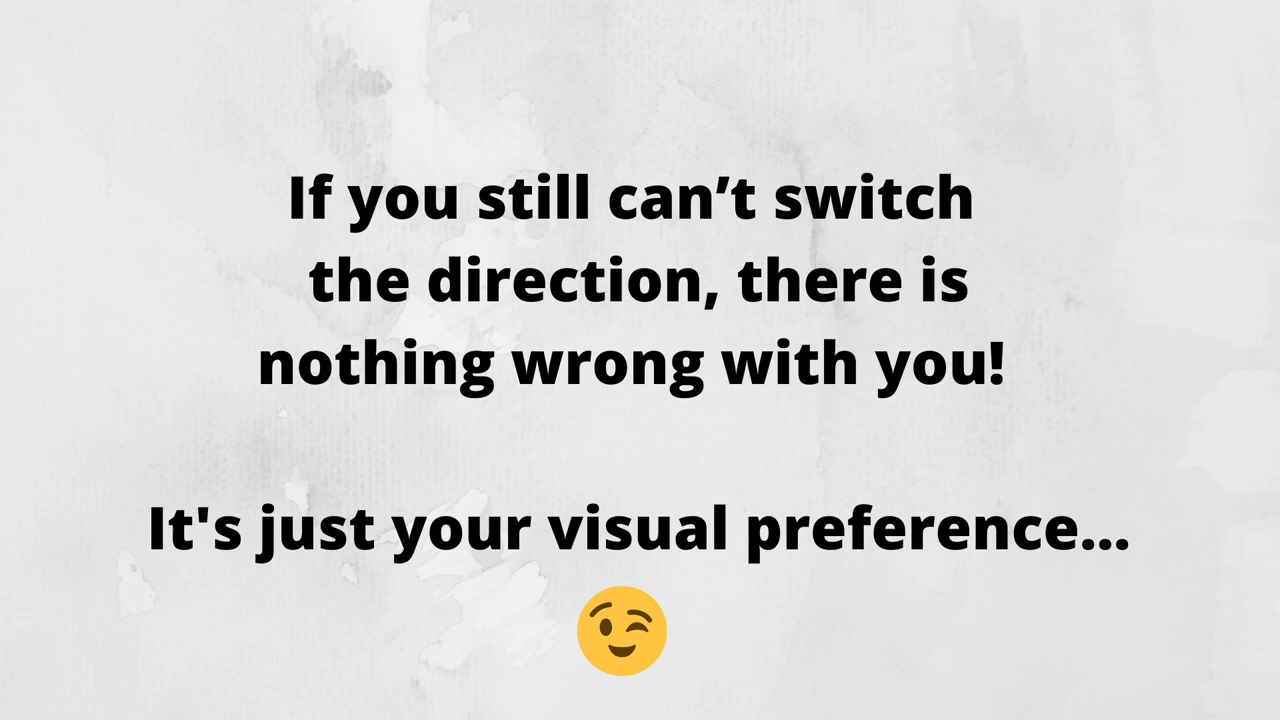 If you still can’t switch
the direction, there is
nothing wrong with you!
It's just your visual preference...